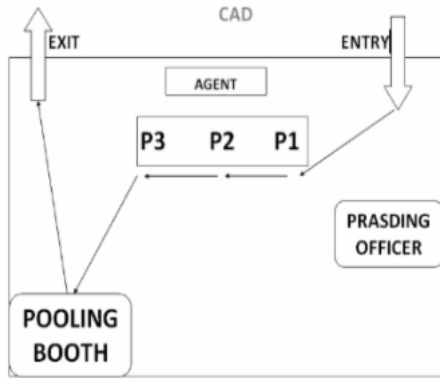 CAD
EXIT
ENTRY
AGENT
P3 P2 P1
PRASDING
OFFICER
POOLING
BOOTH